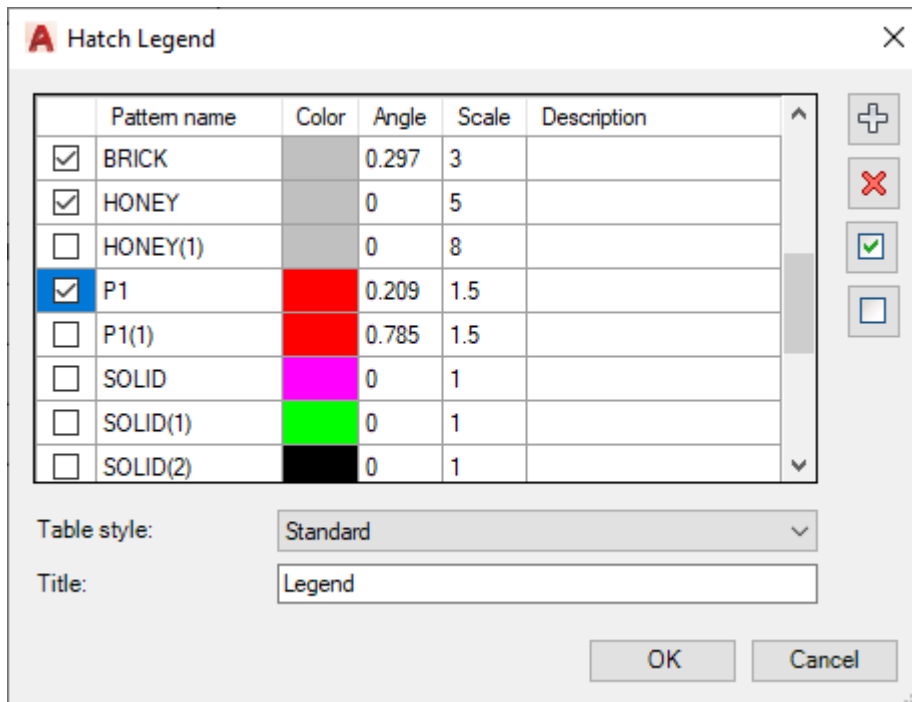 Hatch Legend
Pattern name Color Angle Scale Description
BRICK 0.297 3
HONEY 0 5
HONEY(1) 0 8
P1 0.209 1.5
P1(1) 0.785 1.5
SOLID 0 1
SOLID(1) 0 1
SOLID(2) 0 1
Table style: Standard
Title: Legend
OK Cancel